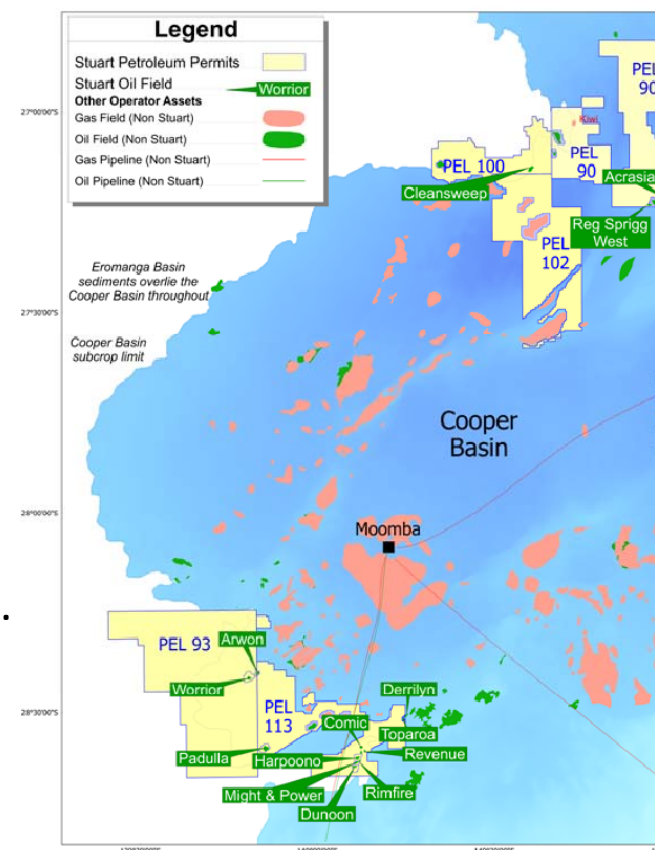 Legend
Stuart Petroleum Permits
Stuart Oil Field
Worrior
Other Operator Assets
Gas Field (Non Stuart)
Oil Field (Non Stuart)
Gas Pipeline (Non Stuart)
Oil Pipeline (Non Stuart)
27°00'0"S
PEL
90
Kiwi
PEL 100
PEL
90
Cleansweep
Acrasia
Reg Sprigg
West
PEL
102
Eromanga Basin
sediments overlie the
Cooper Basin throughout
27°30'0"S
Cooper Basin
subcrop limit
Cooper
Basin
28°00'0"S
Moomba
.
PEL 93
Arwon
Worrior
Derrilyn
28°30'0"S
PEL
113
Comic
Toparoa
Padulla
Harpoono
Revenue
Might & Power
Rimfire
Dunoon